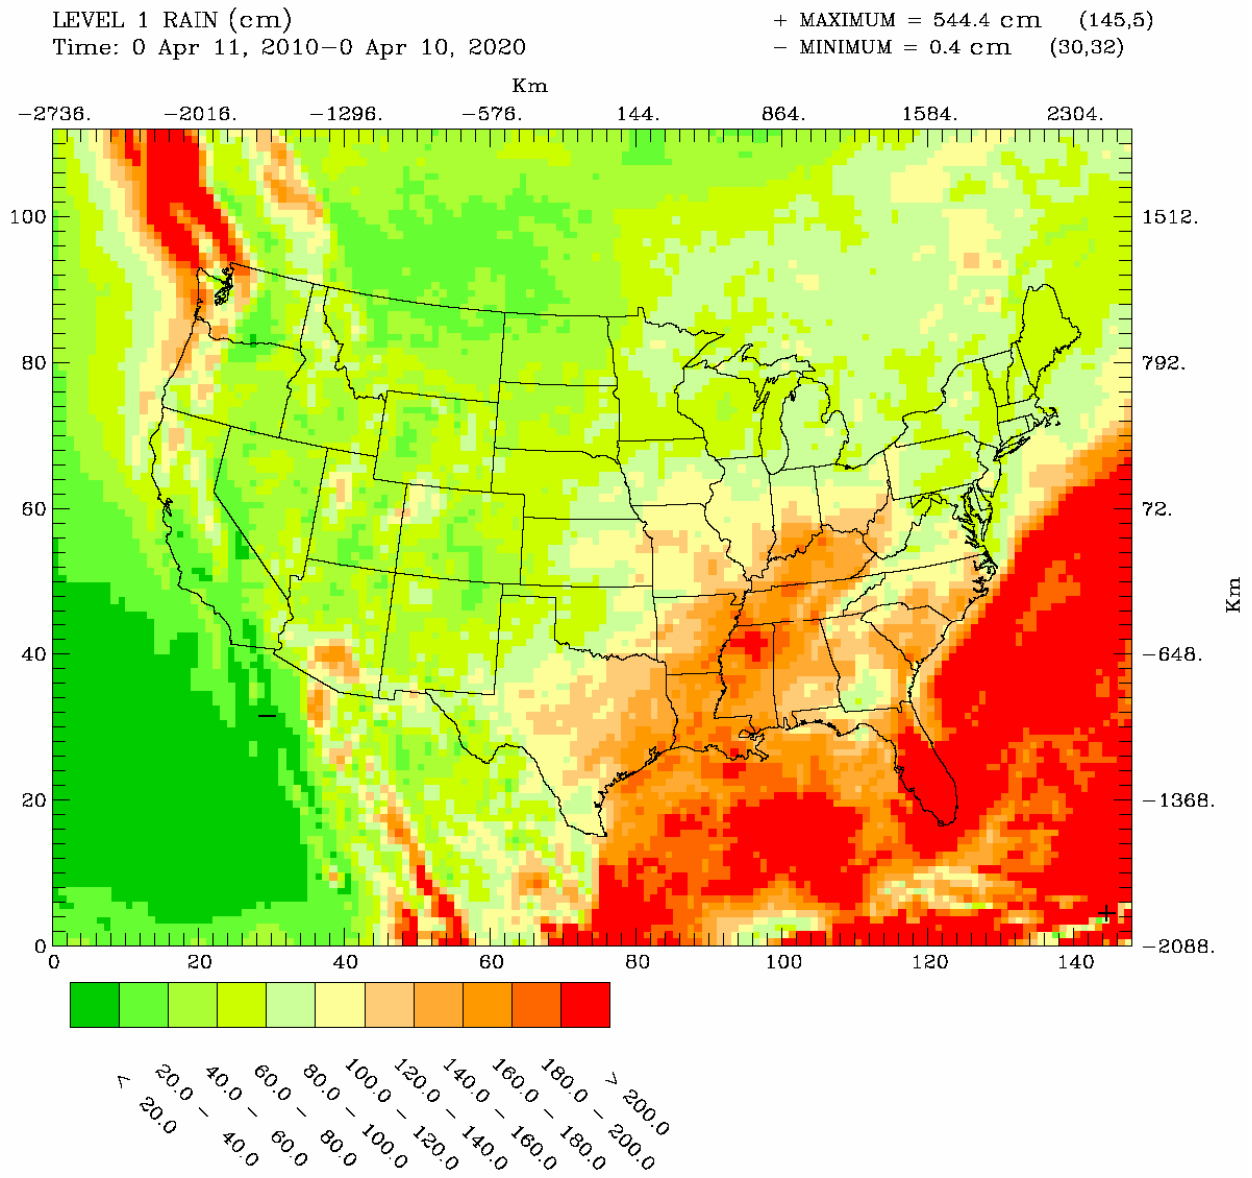 LEVEL 1 RAIN (cm)
Time: 0 Apr 11, 2010−0 Apr 10, 2020
+ MAXIMUM = 544.4 cm (145,5)
− MINIMUM = 0.4 cm (30,32)
Km
−2736. −2016. −1296. −576. 144. 864. 1584. 2304.
100
80
60
40
20
0
1512.
792.
72.
−648.
−1368.
−2088.
Km
0 20 40 60 80 100 120 140
< 20.0
20.0 − 40.0
40.0 − 60.0
60.0 − 80.0
80.0 − 100.0
100.0 − 120.0
120.0 − 140.0
140.0 − 160.0
160.0 − 180.0
180.0 − 200.0
> 200.0